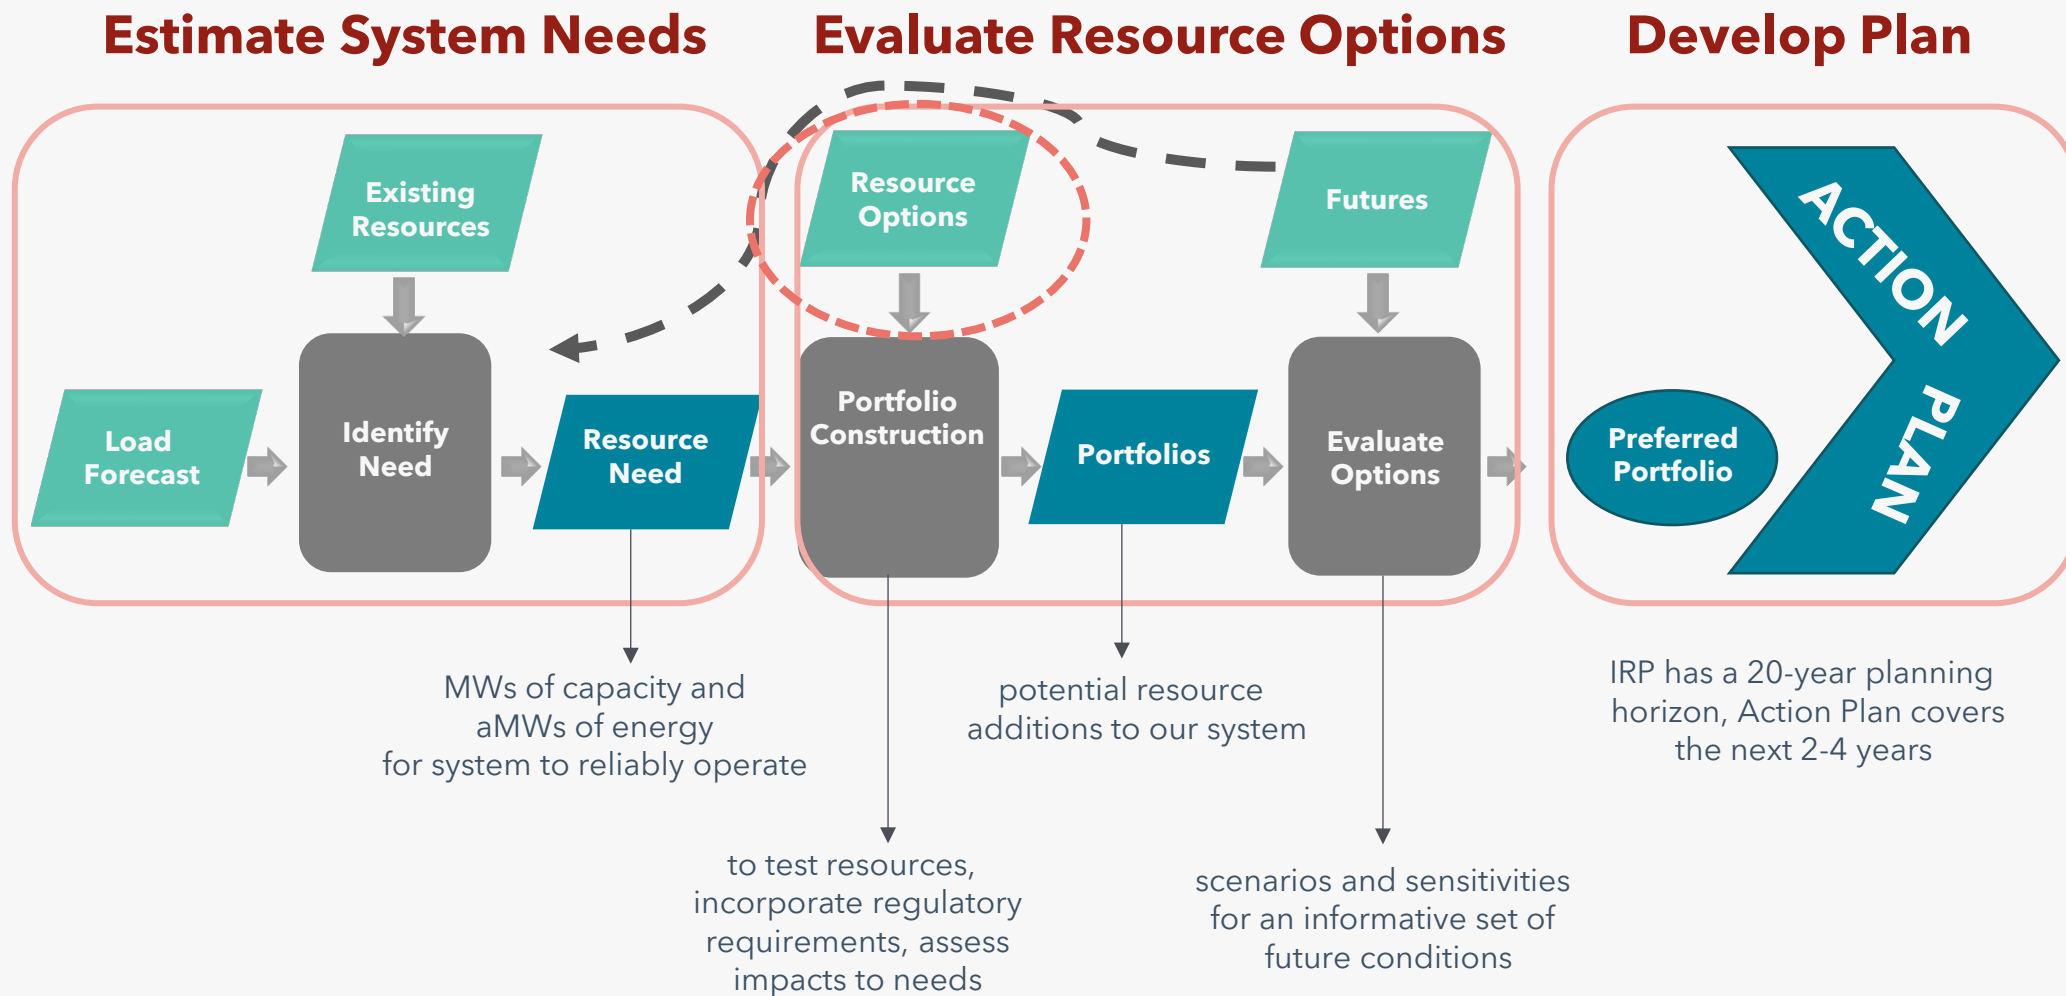 Estimate System Needs
Evaluate Resource Options
Develop Plan
Existing
Resources
Load
Forecast
Identify
Need
Resource
Need
Resource
Options
Futures
Portfolio
Construction
Portfolios
Evaluate
Options
Preferred
Portfolio
ACTION
PLAN
MWs of capacity and
aMWs of energy
for system to reliably operate
potential resource
additions to our system
IRP has a 20-year planning
horizon, Action Plan covers
the next 2-4 years
to test resources,
incorporate regulatory
requirements, assess
impacts to needs
scenarios and sensitivities
for an informative set of
future conditions